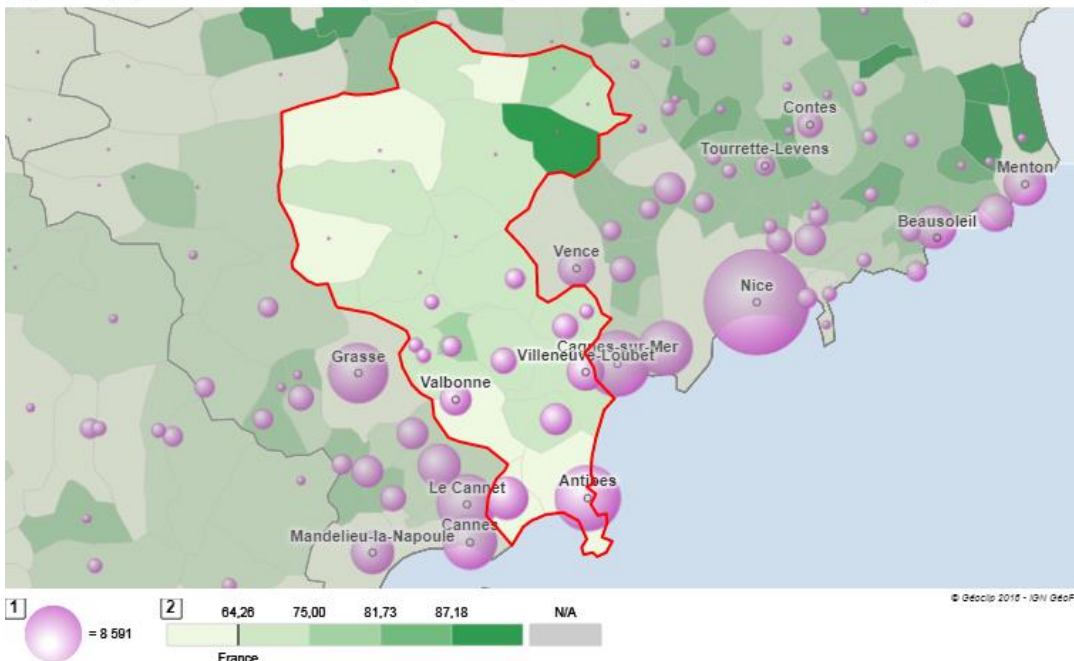 Contes
Tourrette-Levens
Menton
Beausoleil
Vence
Nice
Cagnes-sur-Mer
Villeneuve-Loubet
Grasse
Valbonne
Antibes
Le Cannet
Cannes
Mandelieu-la-Napoule
© Géoclip 2016 - IGN GéoF
1
= 8 591
2
64,26 75,00 81,73 87,18 N/A
France